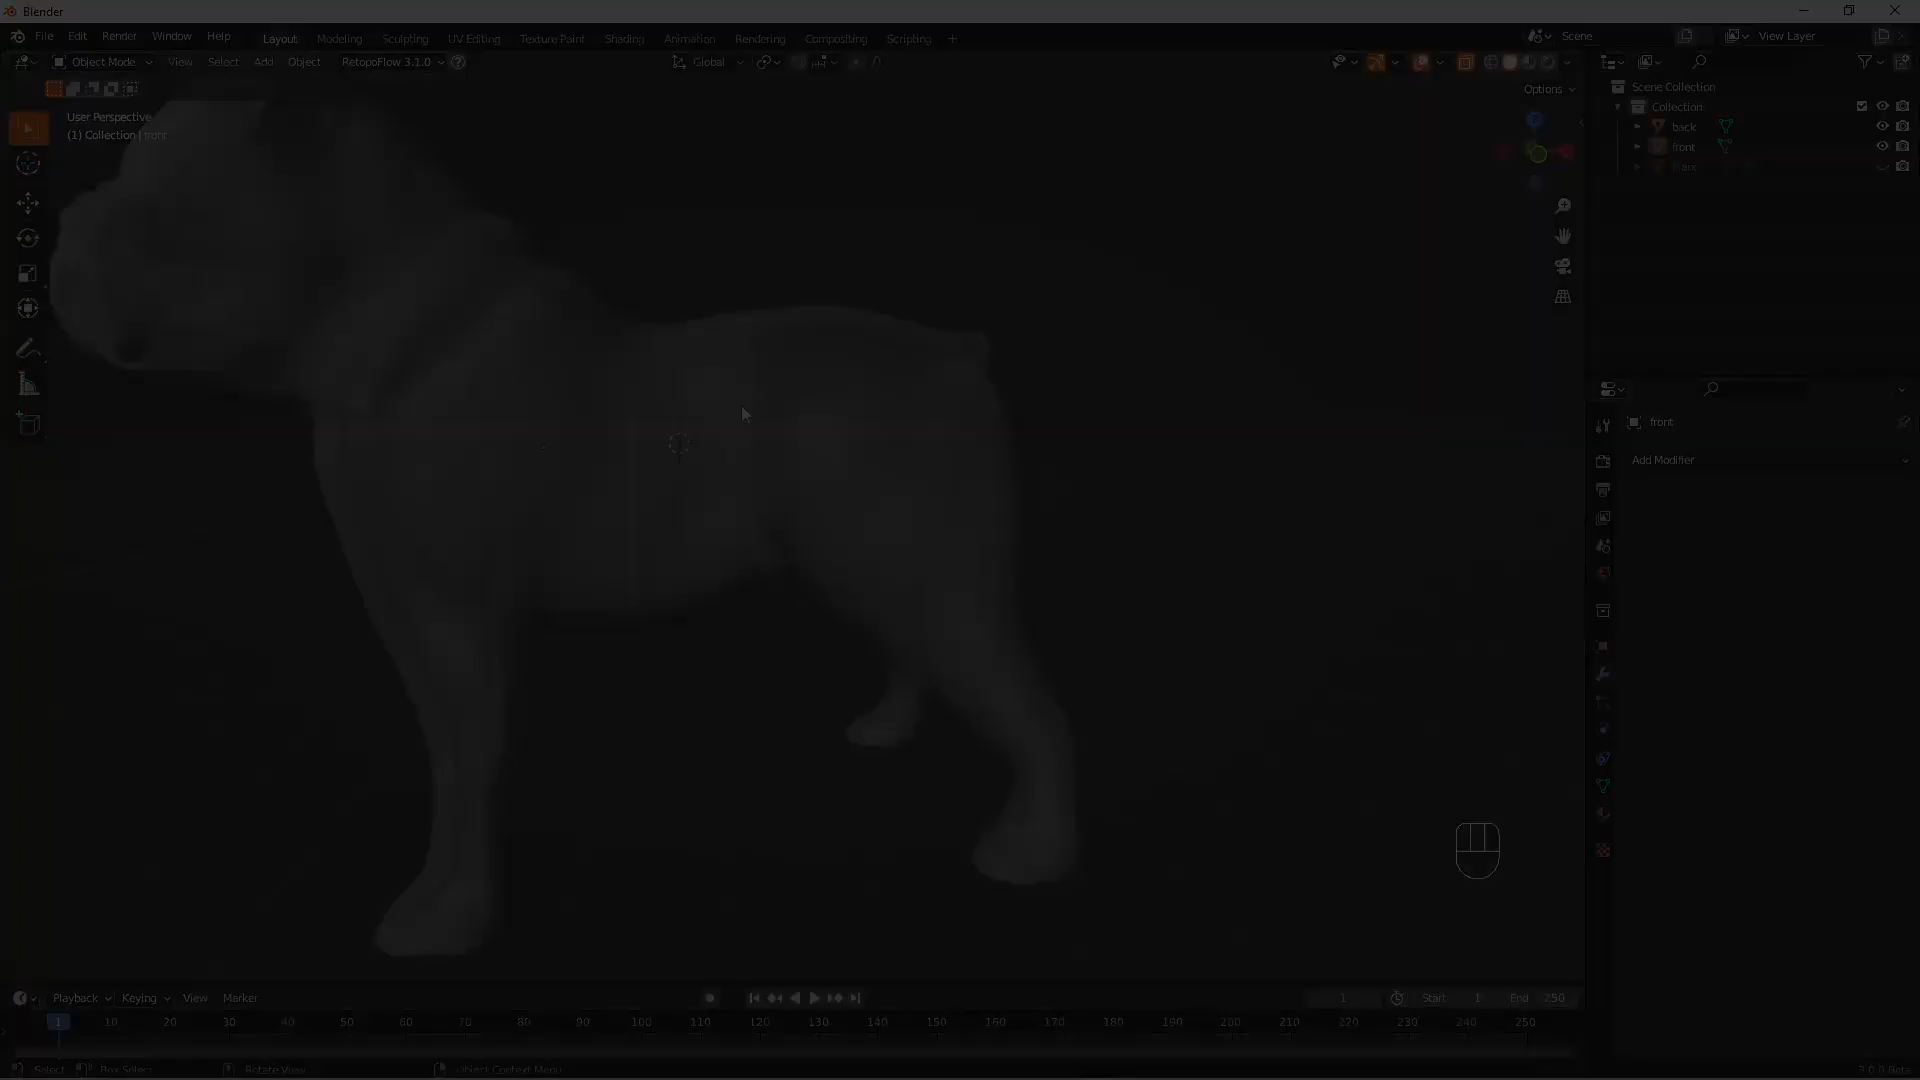 Blender
File Edit Render Window Help
Layout Modeling Sculpting UV Editing Texture Paint Shading Animation Rendering Compositing Scripting +
Scene
View Layer
Object Mode View Select Add Object RetopoFlow 3.1.0
Global
Options
User Perspective
(1) Collection | front
Scene Collection
Collection
back
front
front
Add Modifier
Playback Keying View Marker
1 Start 1 End 250
1 10 20 30 40 50 60 70 80 90 100 110 120 130 140 150 160 170 180 190 200 210 220 230 240 250
Select Box Select Rotate View Object Context Menu